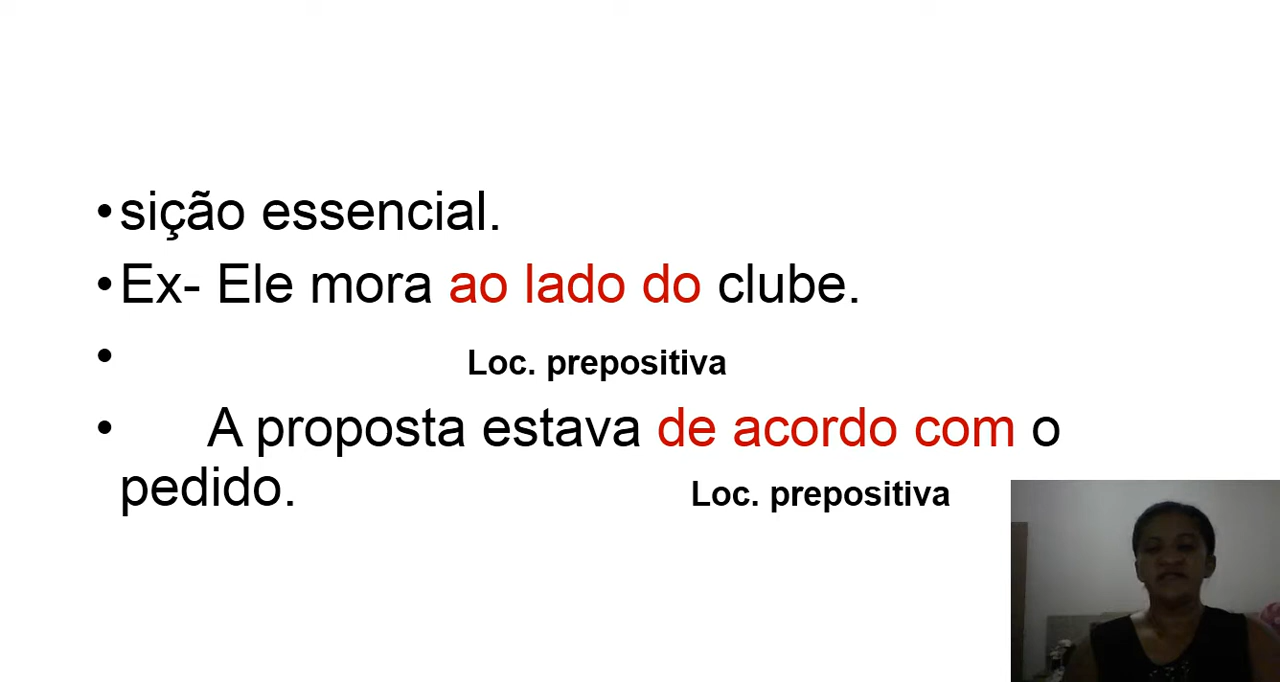 •sição essencial.
•Ex- Ele mora ao lado do clube.
• Loc. prepositiva
• A proposta estava de acordo com o
pedido. Loc. prepositiva